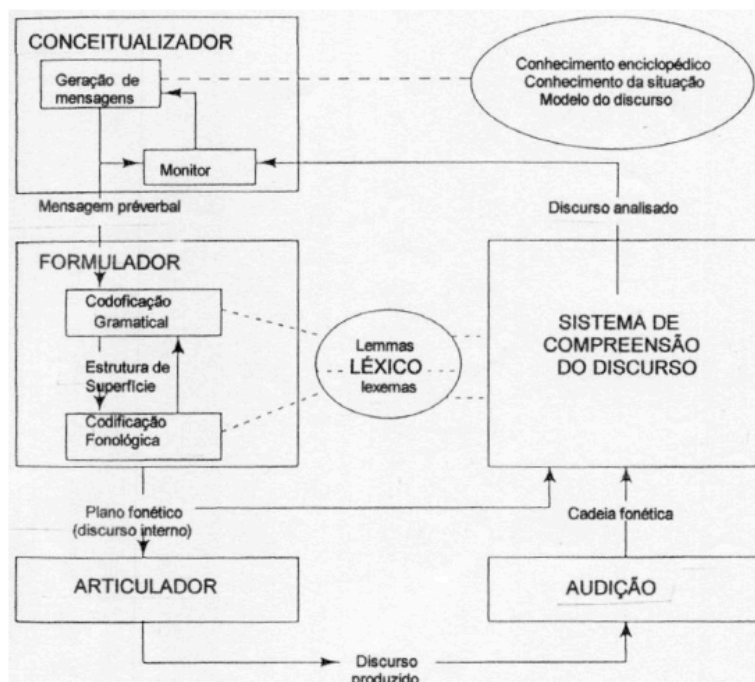 CONCEITUALIZADOR
Geração de
mensagens
Monitor
Conhecimento enciclopédico
Conhecimento da situação
Modelo do discurso
Mensagem préverbal
Discurso analisado
FORMULADOR
Codoficação
Gramatical
Estrutura de
Superfície
Codificação
Fonológica
Lemmas
LÉXICO
lexemas
SISTEMA DE
COMPREENSÃO
DO DISCURSO
Plano fonético
(discurso interno)
Cadeia fonética
ARTICULADOR
AUDIÇÃO
Discurso
produzido